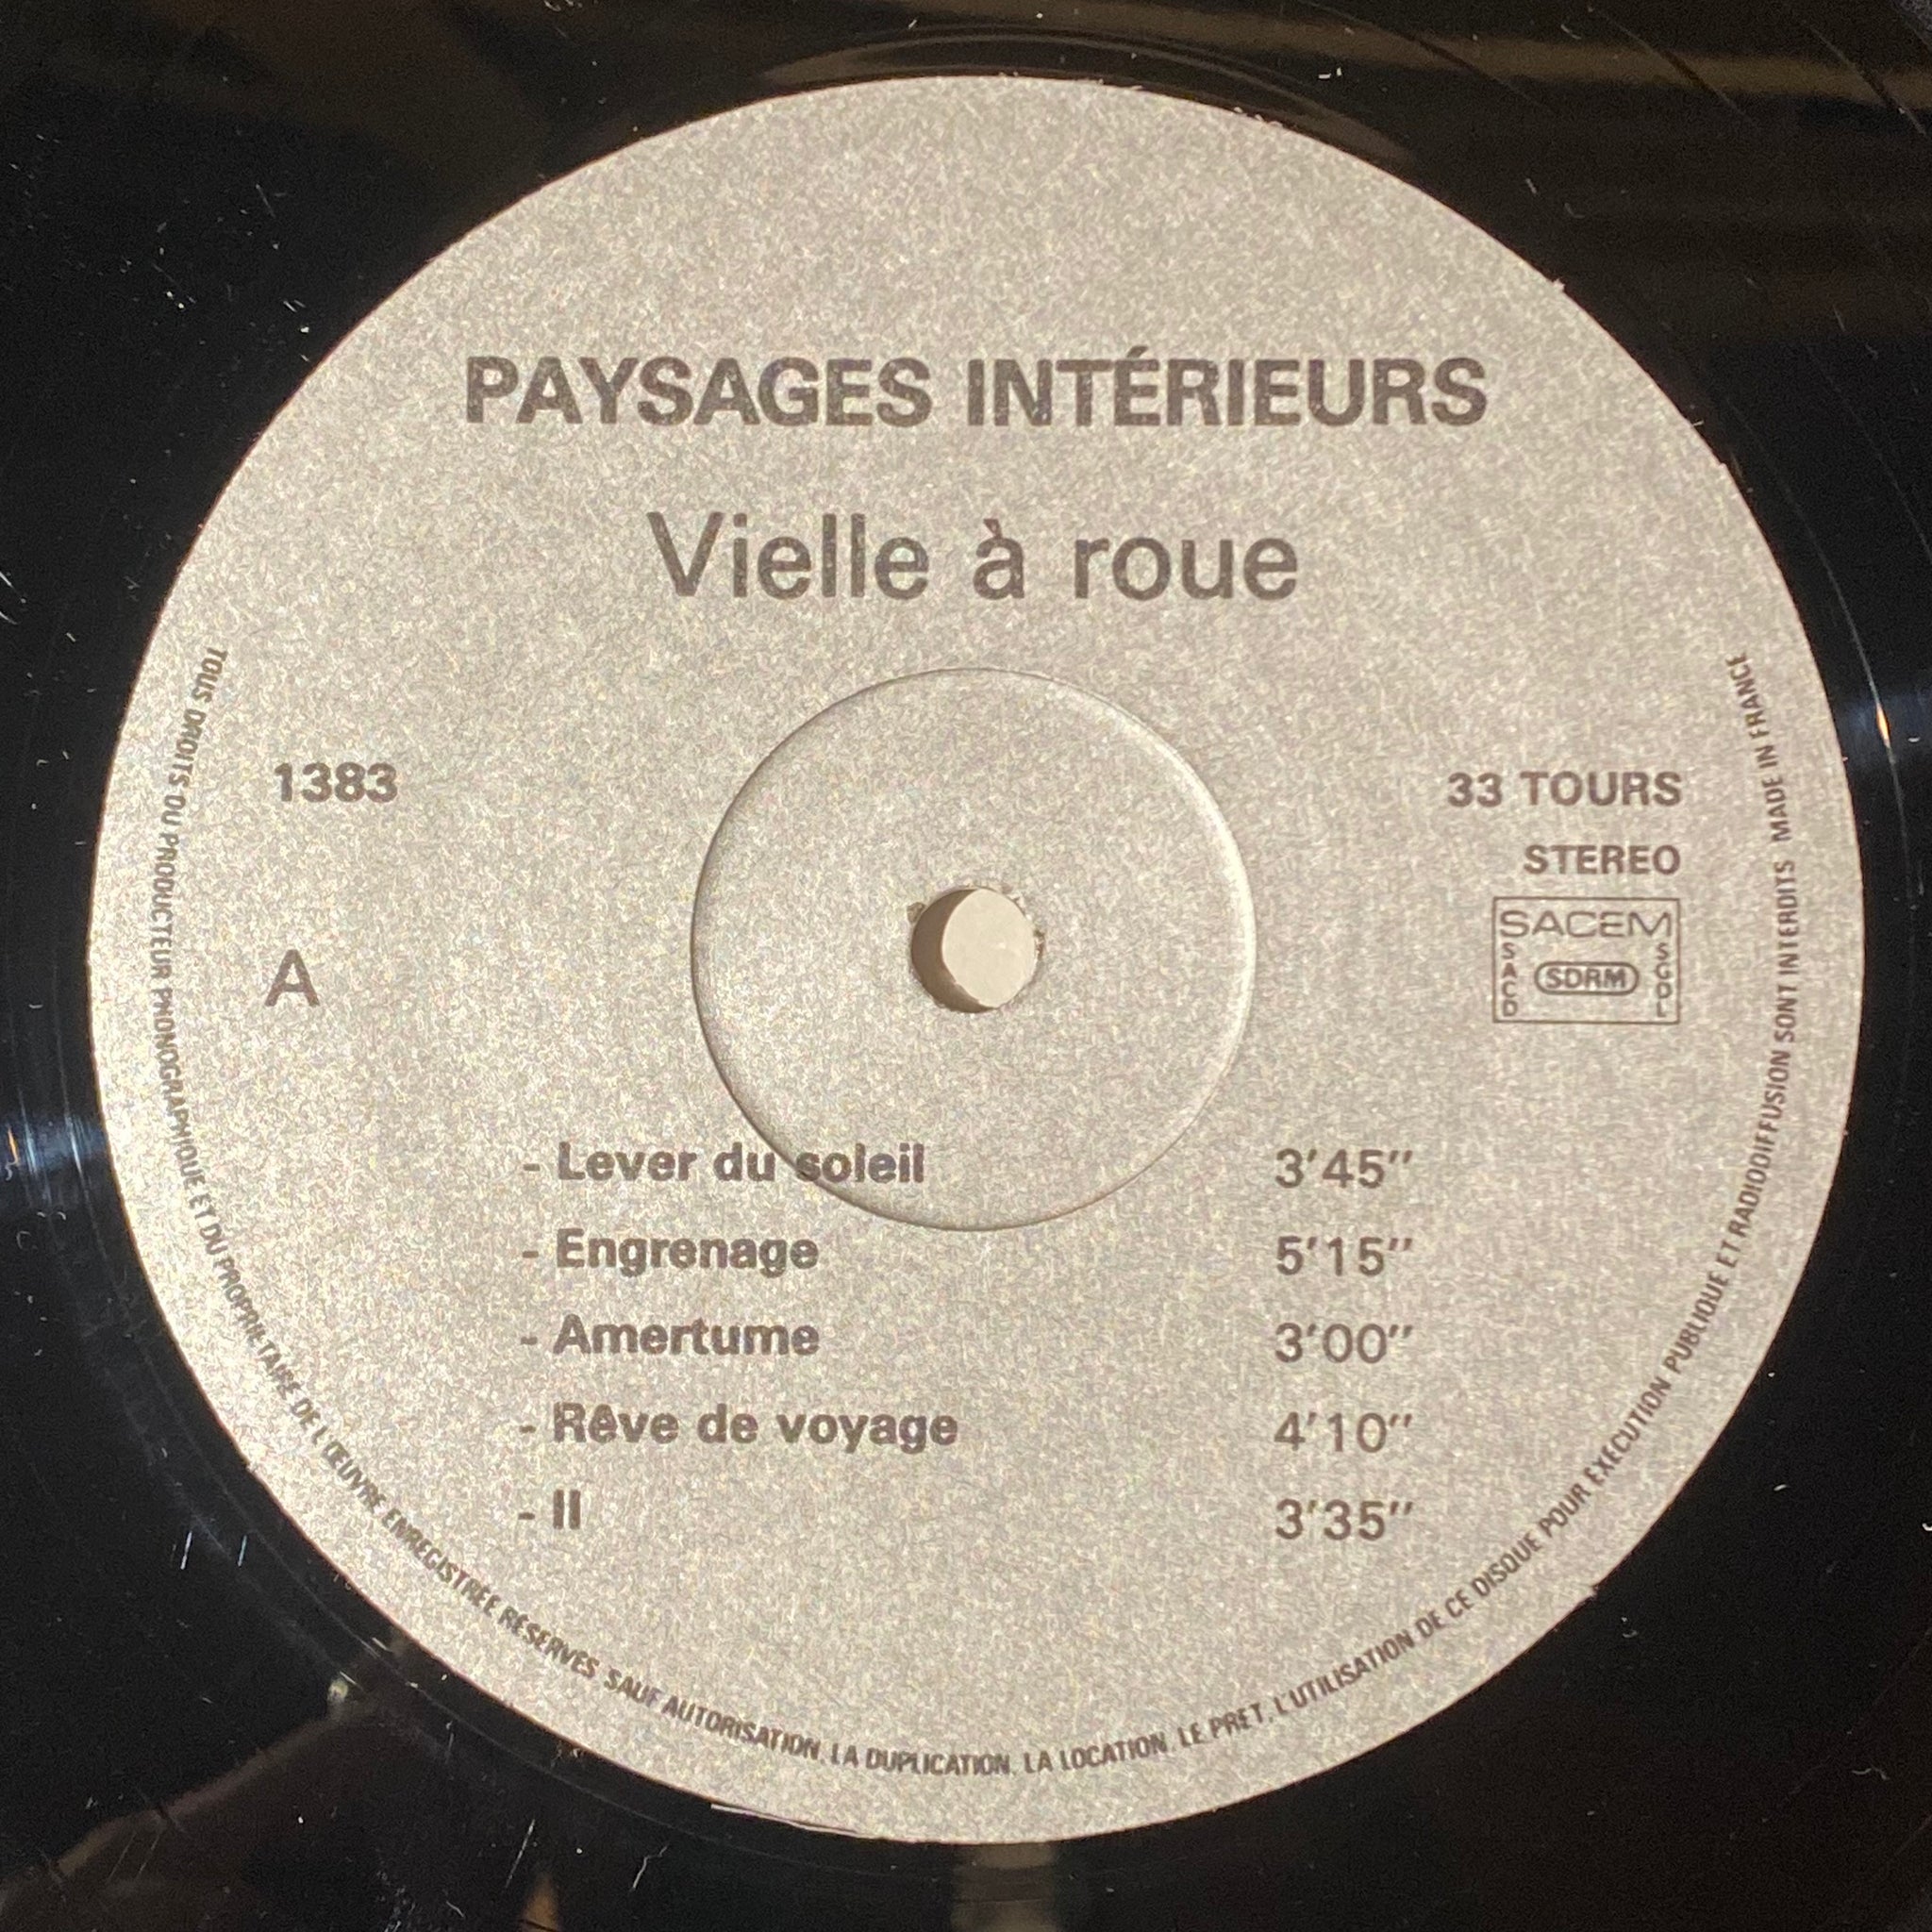 PAYSAGES INTÉRIEURS
Vielle à roue
1383
33 TOURS
STEREO
SACEM
SACD
SDRM
SGDL
A
- Lever du soleil 3'45''
- Engrenage 5'15''
- Amertume 3'00''
- Rêve de voyage 4'10''
- II 3'35''
TOUS DROITS DU PRODUCTEUR PHONOGRAPHIQUE ET DU PROPRIÉTAIRE DE L'ŒUVRE ENREGISTRÉE RÉSERVÉS SAUF AUTORISATION. LA DUPLICATION. LA LOCATION. LE PRET, L'UTILISATION DE CE DISQUE POUR EXÉCUTION PUBLIQUE ET RADIODIFFUSION SONT INTERDITS MADE IN FRANCE